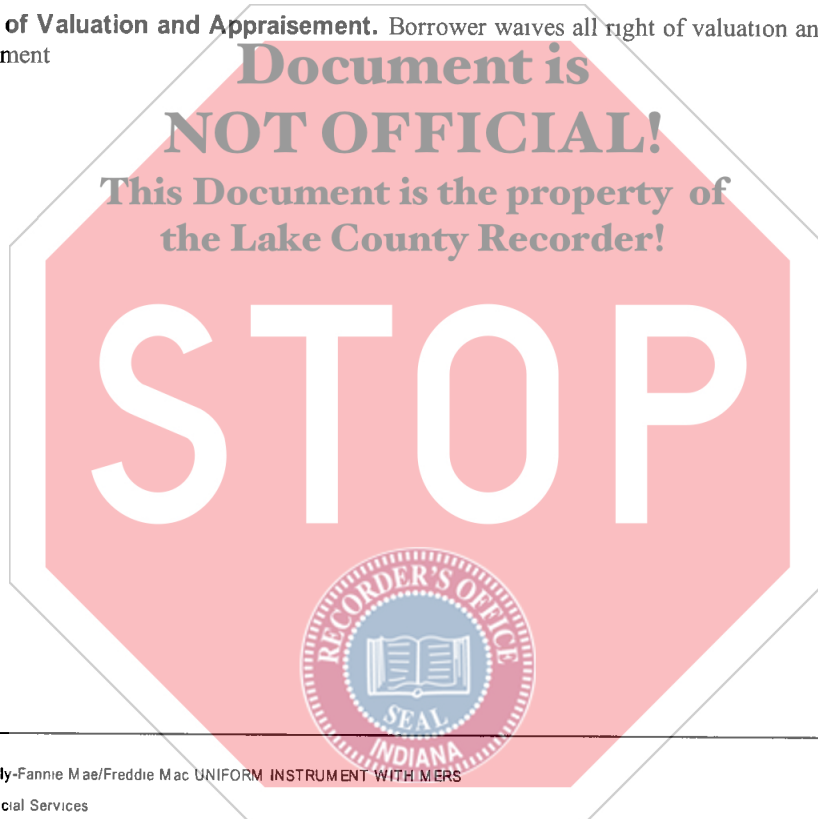 of Valuation and Appraisement. Borrower waives all right of valuation an
ment
Document is
NOT OFFICIAL!
This Document is the property of
the Lake County Recorder!
STOP
RECORDER'S OFFICE
SEAL
INDIANA
ly-Fannie Mae/Freddie Mac UNIFORM INSTRUMENT WITH MERS
cial Services